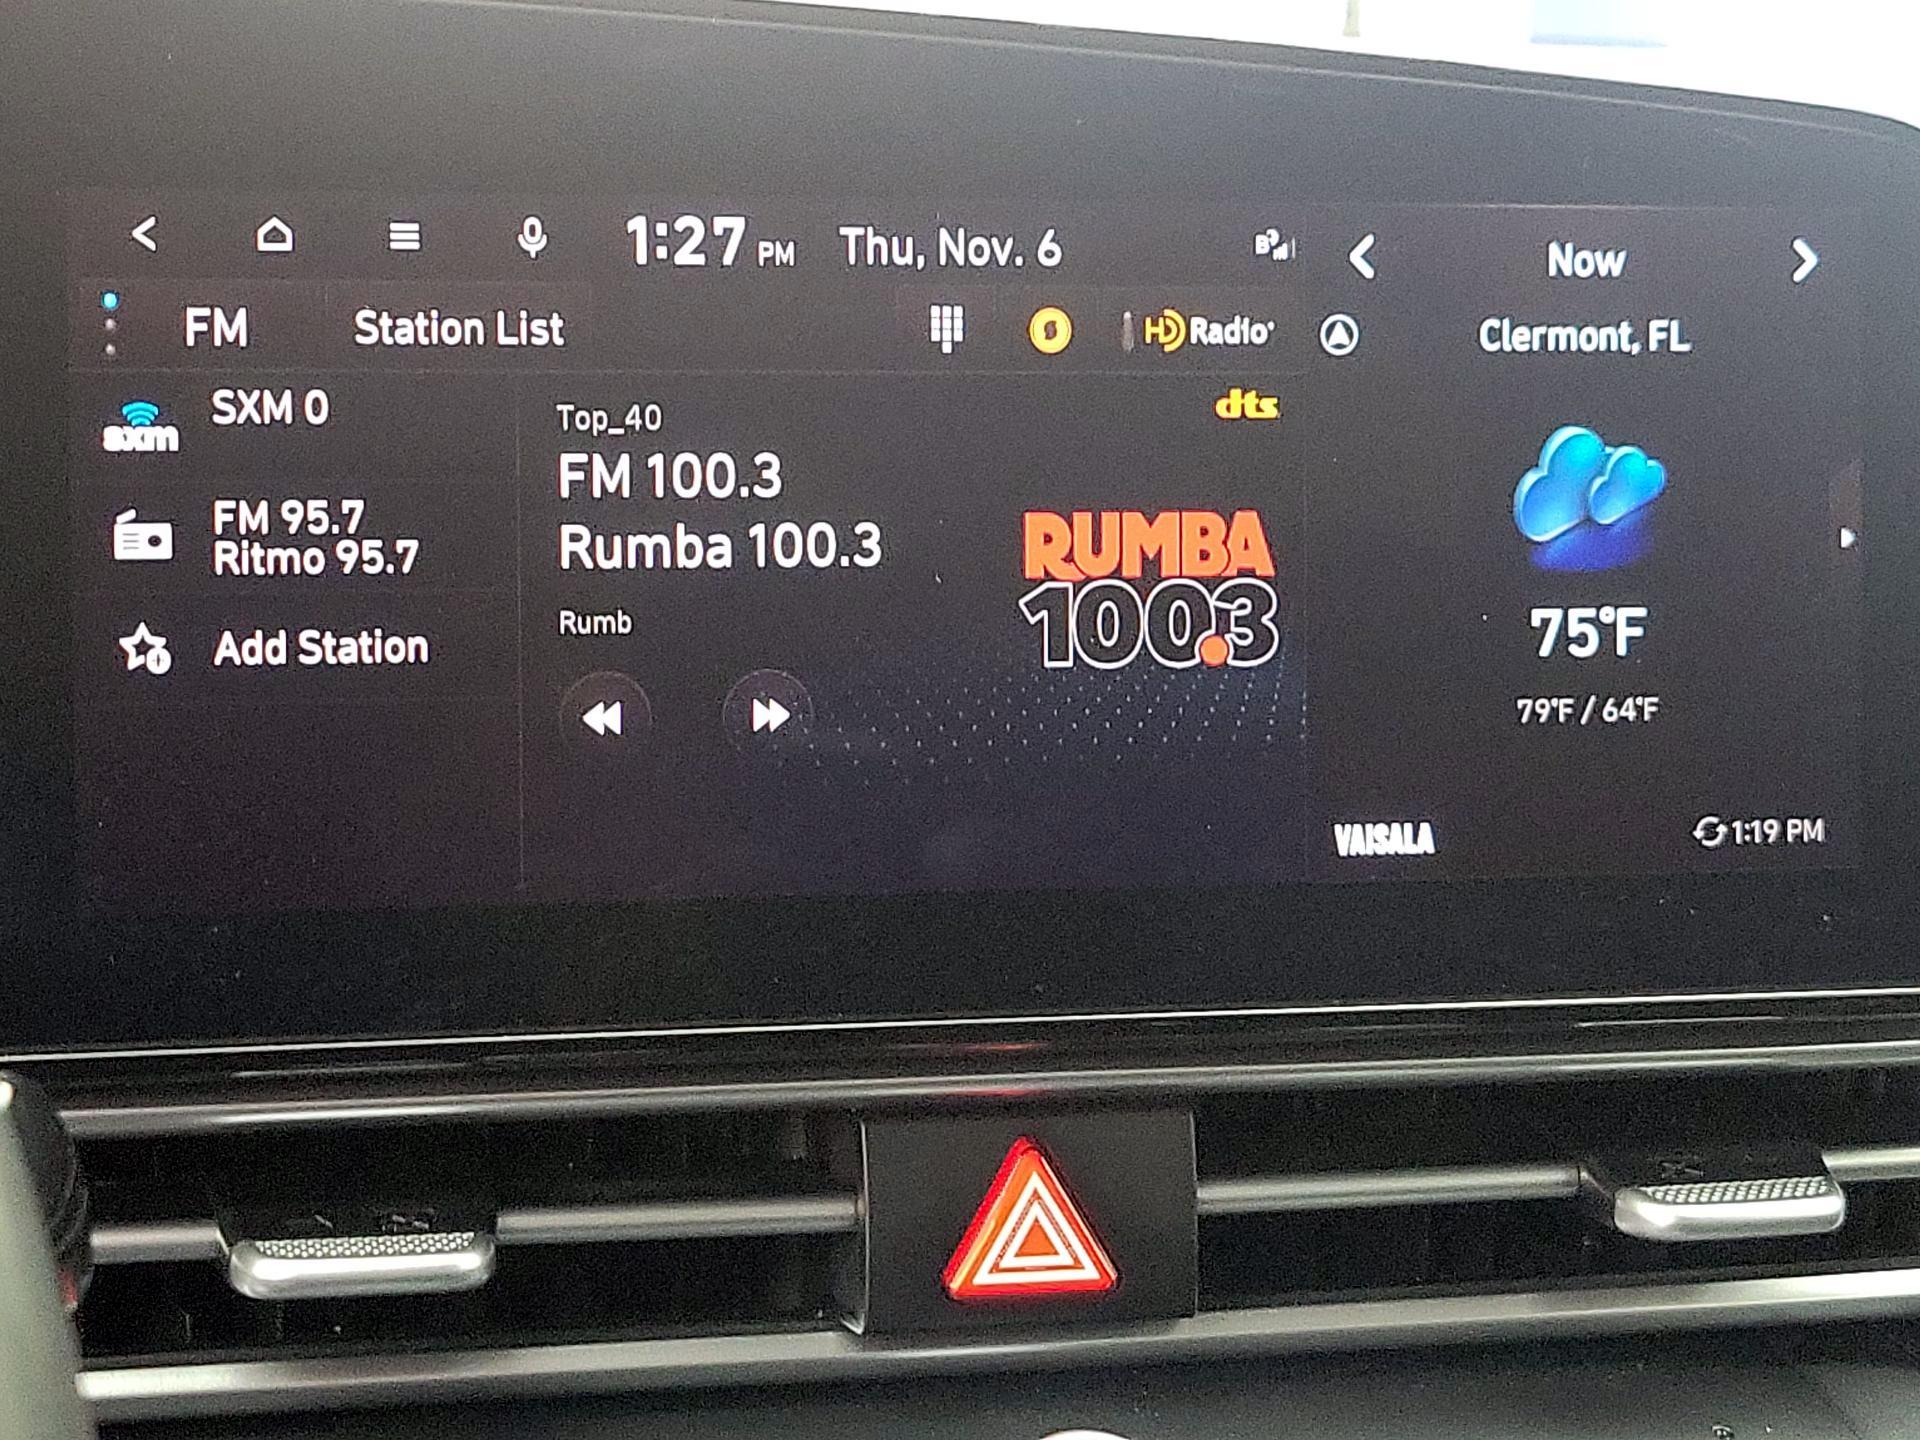 1:27 PM Thu, Nov. 6
FM Station List
HD Radio
sxm
SXM 0
FM 95.7
Ritmo 95.7
Add Station
Top_40
dts
FM 100.3
Rumba 100.3
Rumb
RUMBA
100.3
Now
Clermont, FL
75°F
79°F / 64°F
VAISALA
1:19 PM